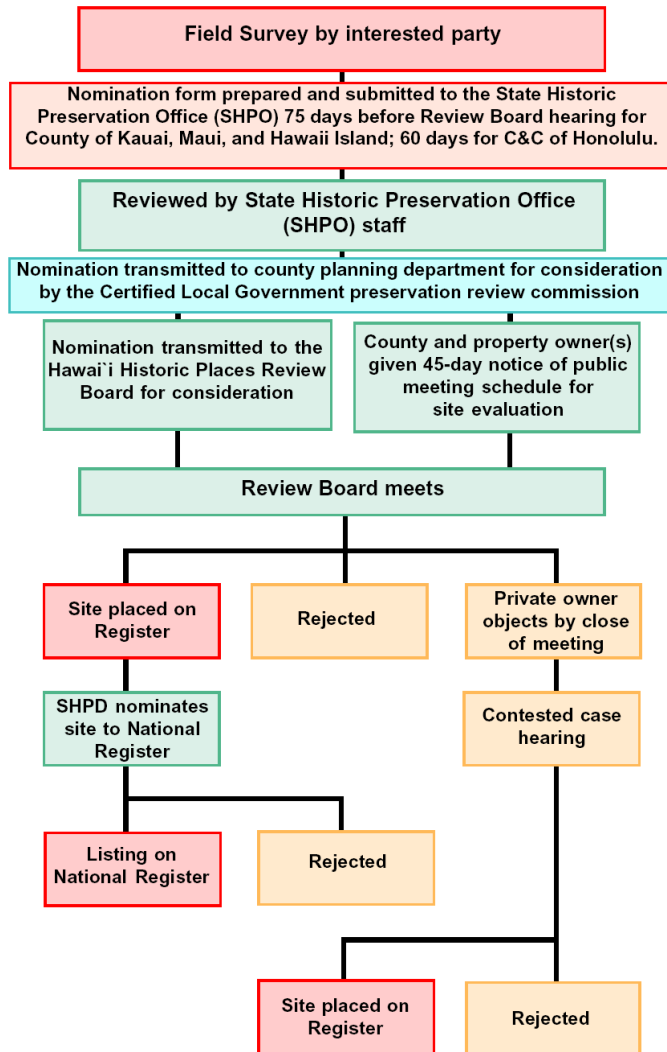 Field Survey by interested party
Nomination form prepared and submitted to the State Historic
Preservation Office (SHPO) 75 days before Review Board hearing for
County of Kauai, Maui, and Hawaii Island; 60 days for C&C of Honolulu.
Reviewed by State Historic Preservation Office
(SHPO) staff
Nomination transmitted to county planning department for consideration
by the Certified Local Government preservation review commission
Nomination transmitted to the
Hawai`i Historic Places Review
Board for consideration
County and property owner(s)
given 45-day notice of public
meeting schedule for
site evaluation
Review Board meets
Site placed on
Register
Rejected
Private owner
objects by close
of meeting
SHPD nominates
site to National
Register
Contested case
hearing
Listing on
National Register
Rejected
Site placed on
Register
Rejected